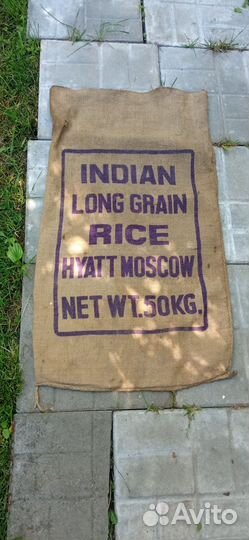 INDIAN
LONG GRAIN
RICE
HYATT MOSCOW
NET WT.50KG.
Avito